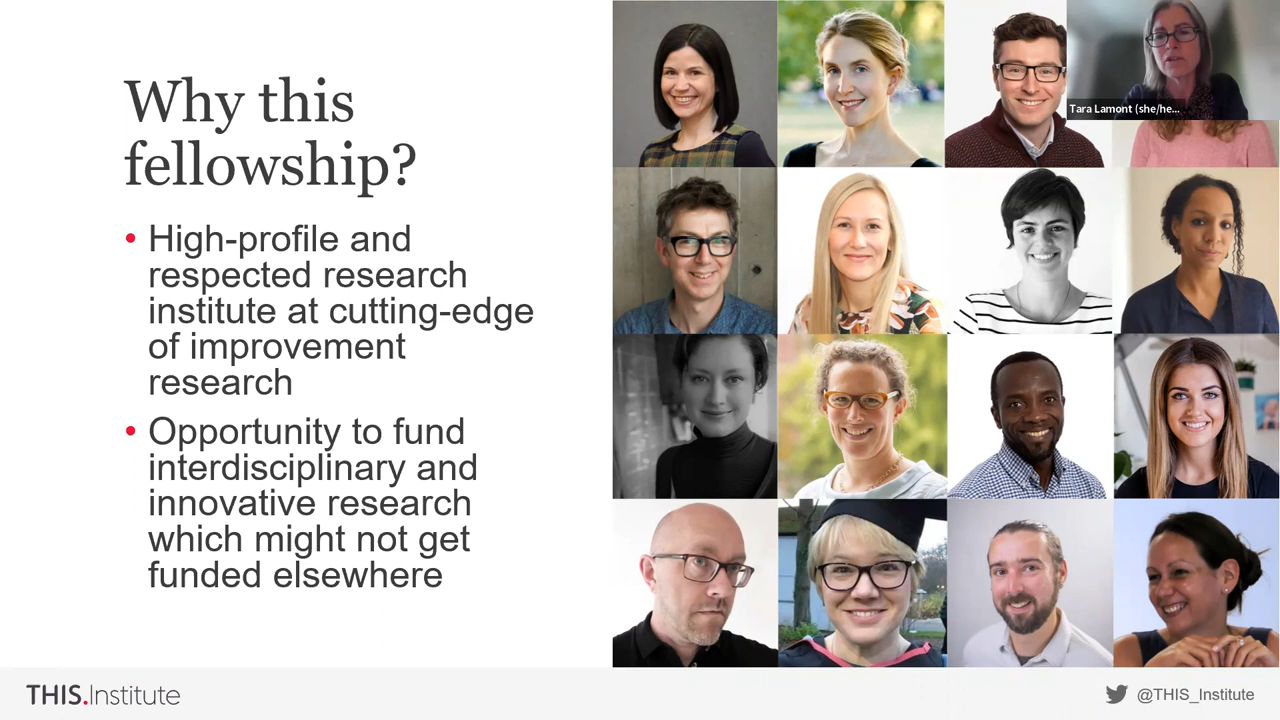 Why this
fellowship?
• High-profile and
respected research
institute at cutting-edge
of improvement
research
• Opportunity to fund
interdisciplinary and
innovative research
which might not get
funded elsewhere
Tara Lamont (she/he...
THIS.Institute
@THIS_Institute